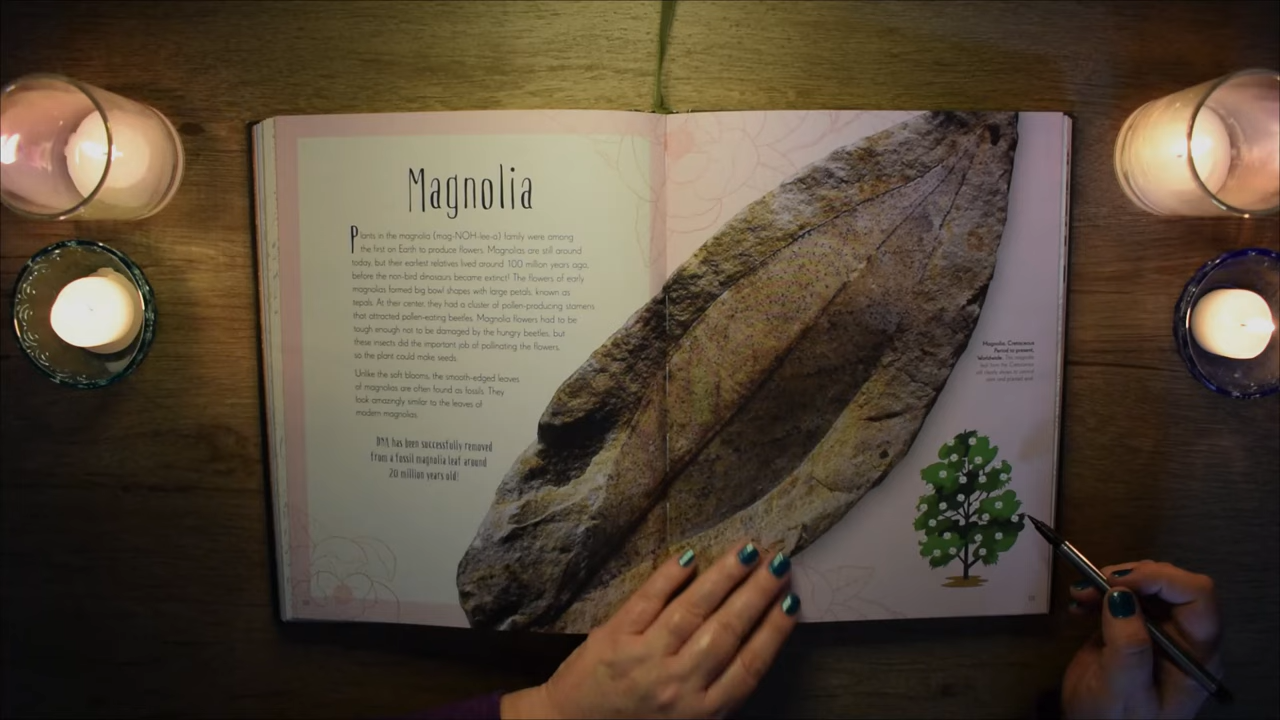 Magnolia
Plants in the magnolia (mag-NOH-lee-a) family were among
the first on Earth to produce flowers. Magnolias are still around
today, but their earliest relatives lived around 100 million years ago,
before the non-bird dinosaurs became extinct! The flowers of early
magnolias formed big bowl shapes with large petals, known as
tepals. At their center, they had a cluster of pollen-producing stamens
that attracted pollen-eating beetles. Magnolia flowers had to be
tough enough not to be damaged by the hungry beetles, but
these insects did the important job of pollinating the flowers,
so the plant could make seeds.
Unlike the soft blooms, the smooth-edged leaves
of magnolias are often found as fossils. They
look amazingly similar to the leaves of
modern magnolias.
DNA has been successfully removed
from a fossil magnolia leaf around
20 million years old!
Magnolia, Cretaceous
Period to present,
Worldwide.